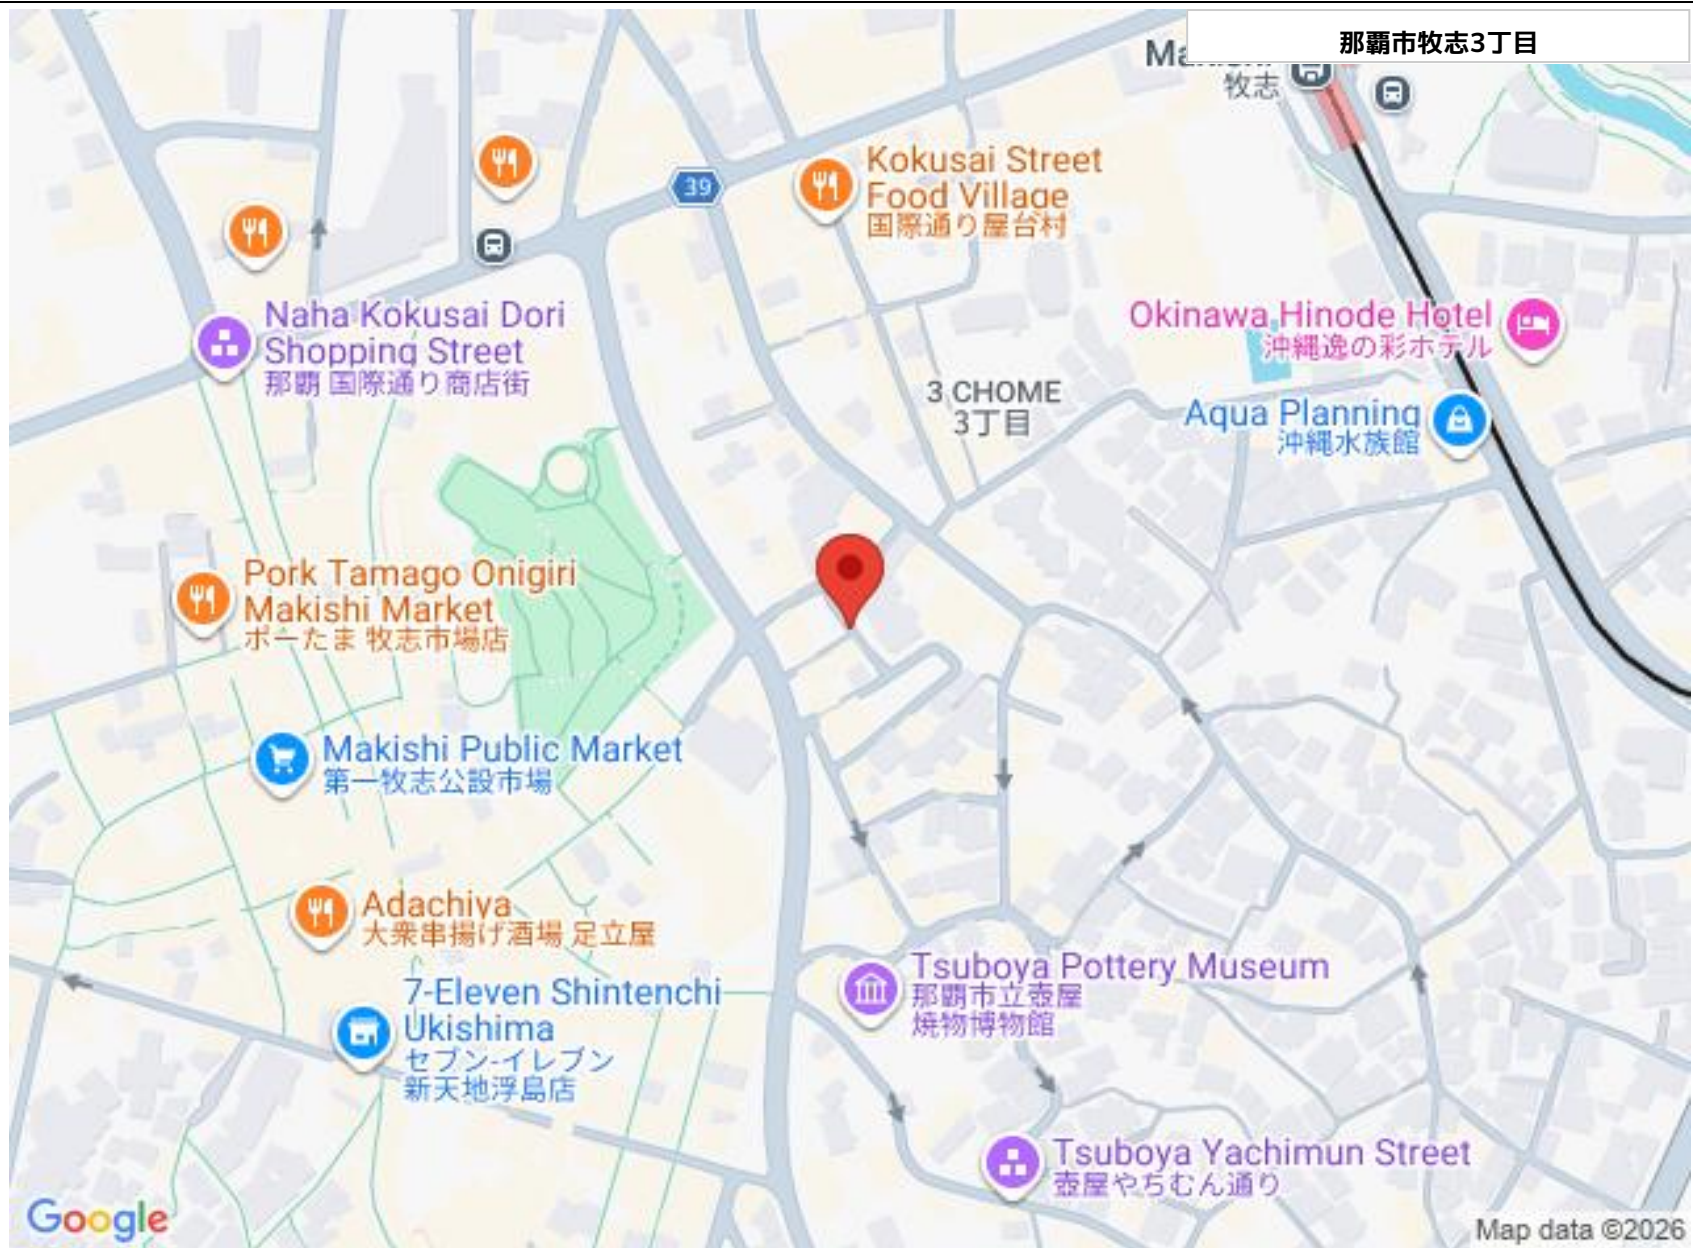 那覇市牧志3丁目
牧志
39
Kokusai Street
Food Village
国際通り屋台村
Naha Kokusai Dori
Shopping Street
那覇 国際通り商店街
Okinawa Hinode Hotel
沖縄逸の彩ホテル
3 CHOME
3丁目
Aqua Planning
沖縄水族館
Pork Tamago Onigiri
Makishi Market
ポーたま 牧志市場店
Makishi Public Market
第一牧志公設市場
Adachiya
大衆串揚げ酒場 足立屋
7-Eleven Shintenchi
Ukishima
セブン-イレブン
新天地浮島店
Tsuboya Pottery Museum
那覇市立壺屋
焼物博物館
Tsuboya Yachimun Street
壺屋やちむん通り
Google
Map data ©2026